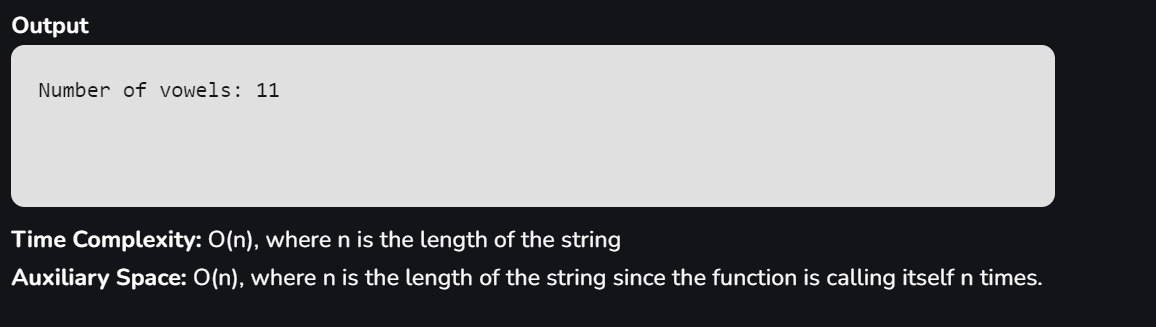 Output
Number of vowels: 11
Time Complexity: O(n), where n is the length of the string
Auxiliary Space: O(n), where n is the length of the string since the function is calling itself n times.